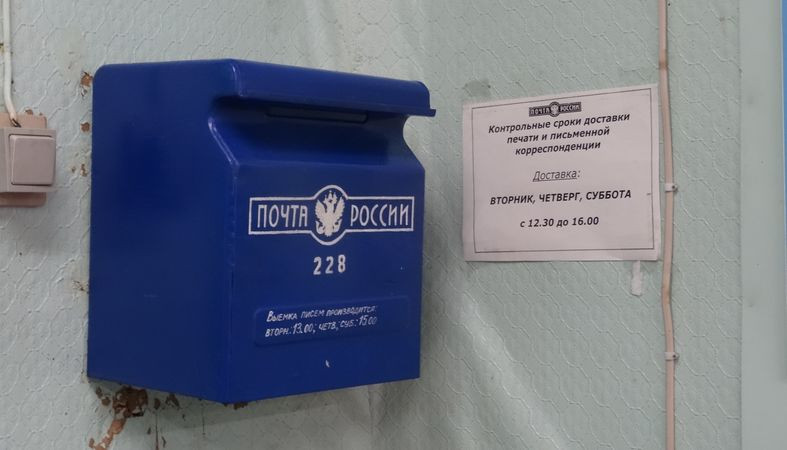 ПОЧТА РОССИИ
228
Выемка писем производится:
вторн.: 13.00; четв, суб.: 15.00
ПОЧТА РОССИИ
Контрольные сроки доставки
печати и письменной
корреспонденции
Доставка:
ВТОРНИК, ЧЕТВЕРГ, СУББОТА
с 12.30 до 16.00